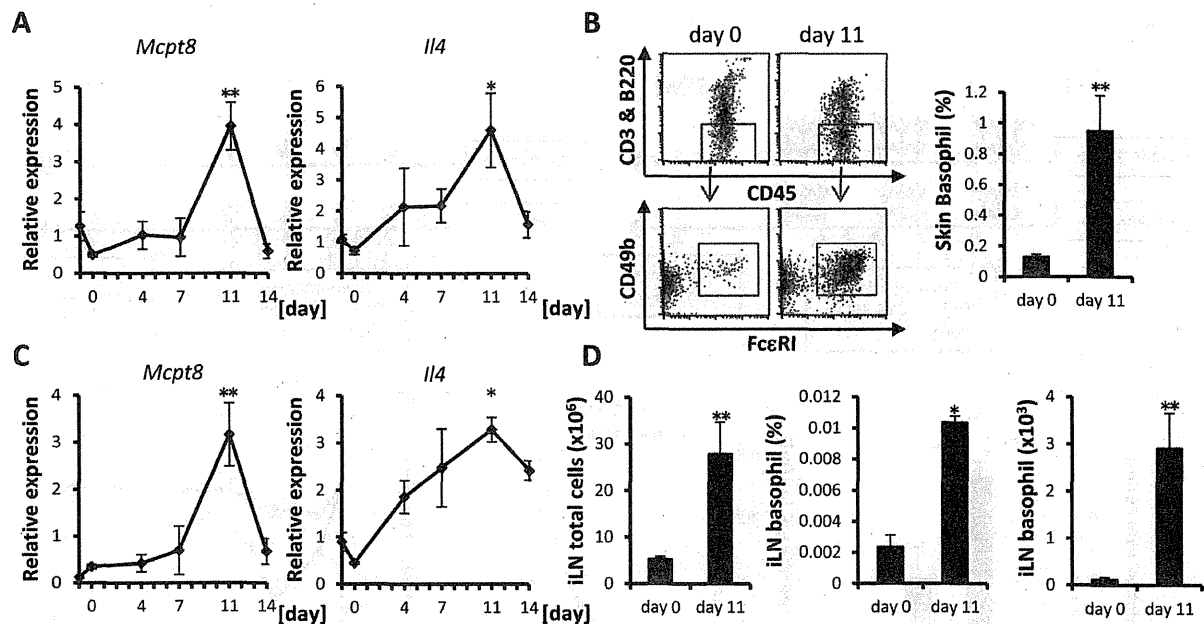 A
Mcpt8
Relative expression
5
4
3
2
1
0
**
0 4 7 11 14 [day]
Il4
Relative expression
6
5
4
3
2
1
0
*
0 4 7 11 14 [day]
B
day 0 day 11
CD3 & B220
CD45
CD49b
FcεRI
Skin Basophil (%)
1.2
1
0.8
0.6
0.4
0.2
0
**
day 0 day 11
C
Mcpt8
Relative expression
4
3
2
1
0
**
0 4 7 11 14 [day]
Il4
Relative expression
4
3
2
1
0
*
0 4 7 11 14 [day]
D
iLN total cells (x10⁶)
40
30
20
10
0
**
day 0 day 11
iLN basophil (%)
0.012
0.01
0.008
0.006
0.004
0.002
0
*
day 0 day 11
iLN basophil (x10³)
4
3
2
1
0
**
day 0 day 11